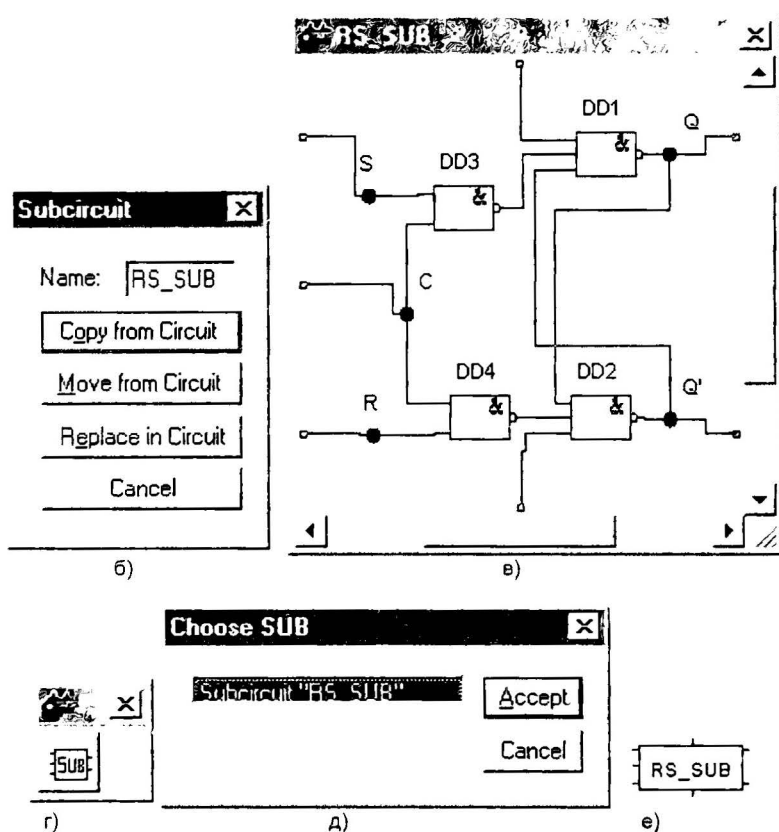 RS_SUB
DD1
Q
S
DD3
&
&
C
DD4
DD2
Q'
R
&
&
в)
Subcircuit
Name: RS_SUB
Copy from Circuit
Move from Circuit
Replace in Circuit
Cancel
б)
SUB
г)
Choose SUB
Subcircuit "RS_SUB"
Accept
Cancel
д)
RS_SUB
е)